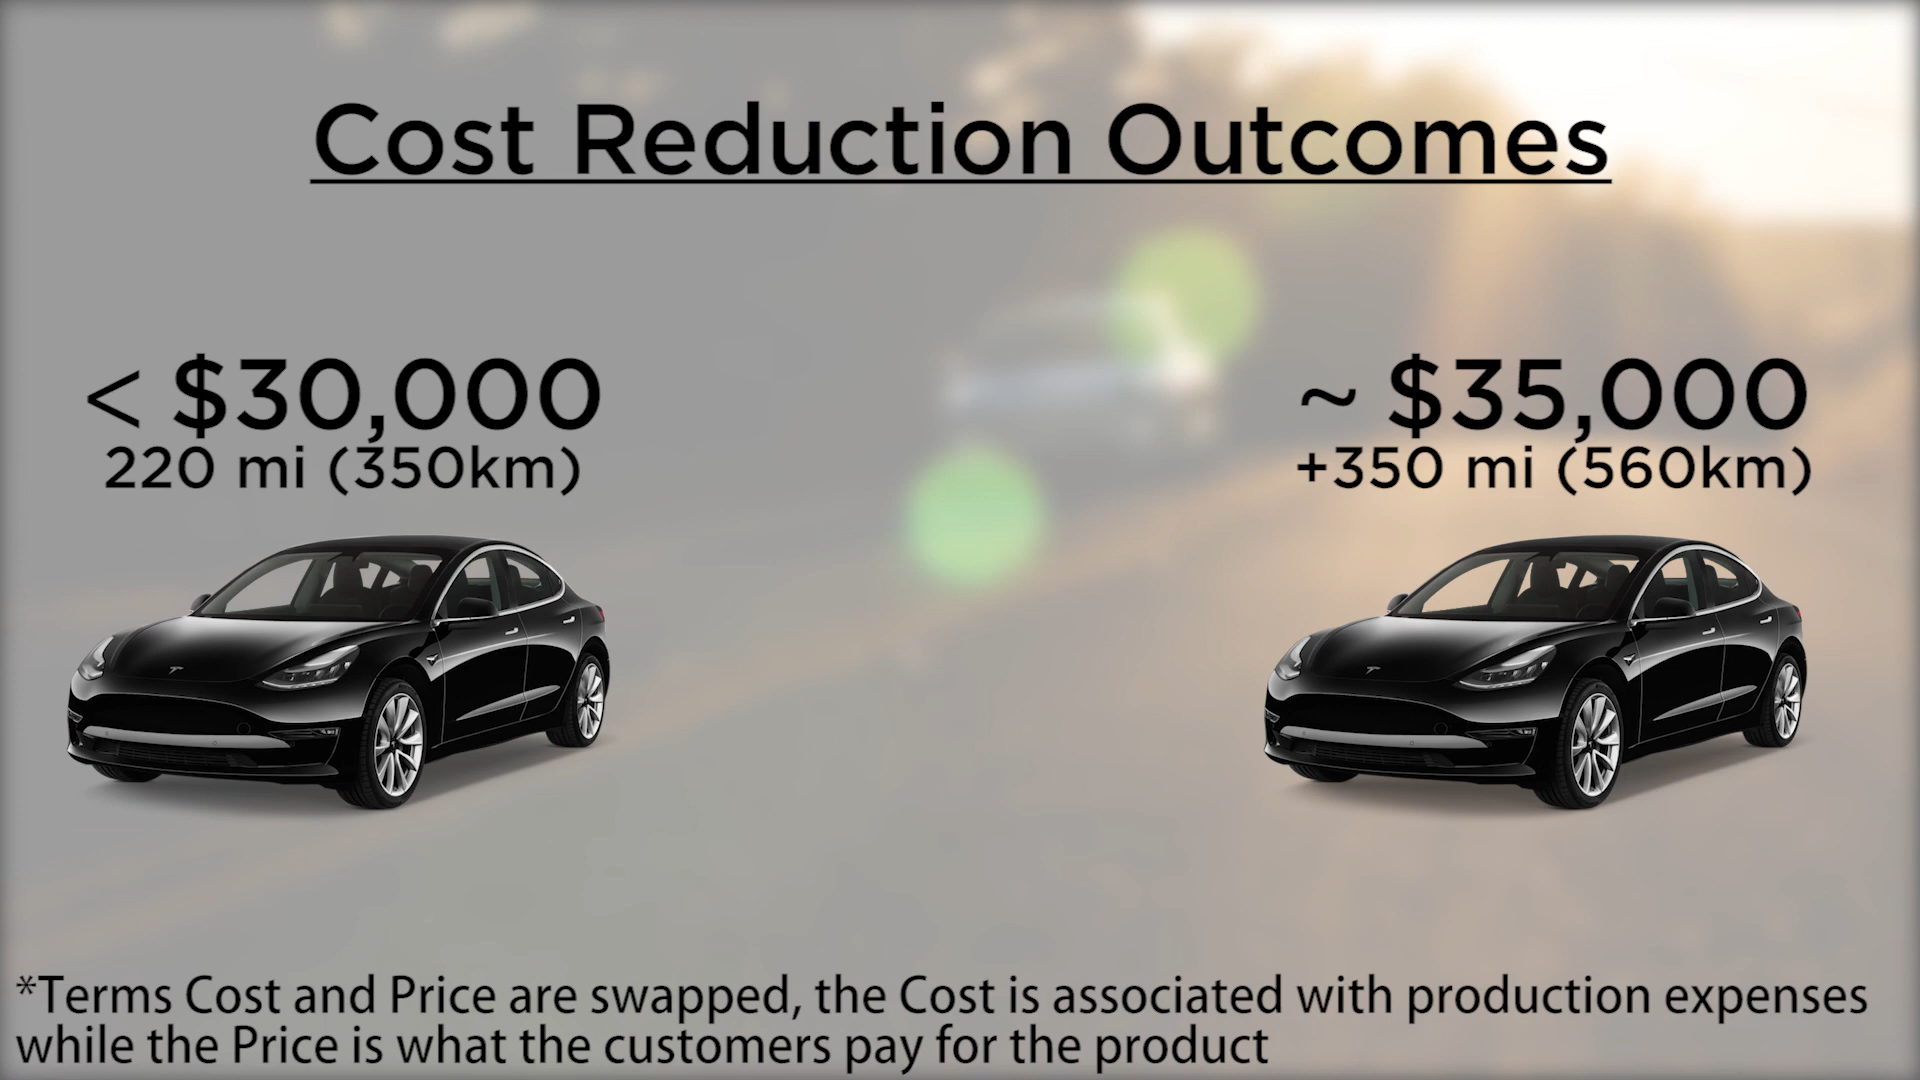 Cost Reduction Outcomes
< $30,000
220 mi (350km)
~ $35,000
+350 mi (560km)
*Terms Cost and Price are swapped, the Cost is associated with production expenses
while the Price is what the customers pay for the product